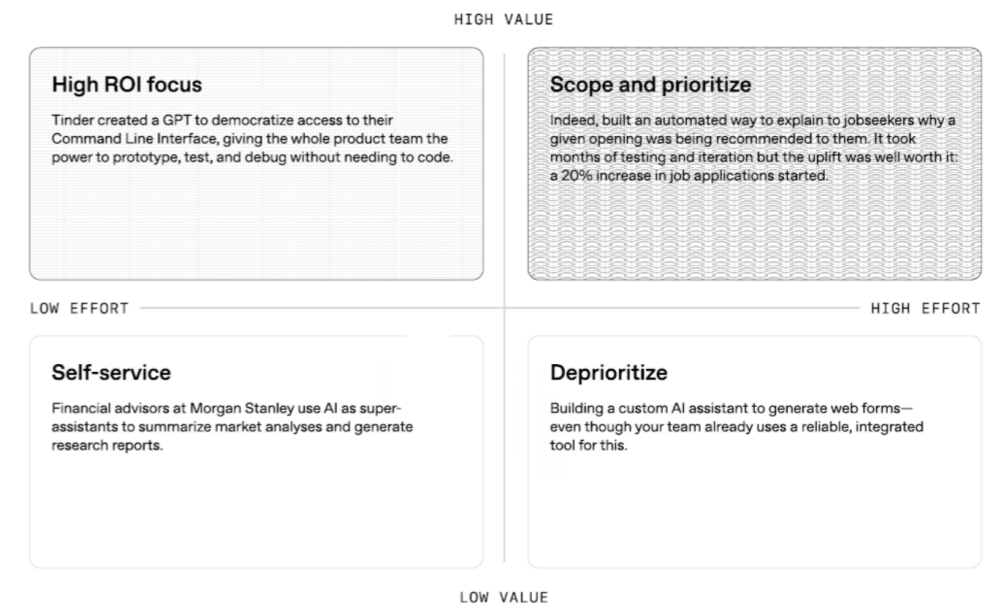 HIGH VALUE
High ROI focus
Tinder created a GPT to democratize access to their
Command Line Interface, giving the whole product team the
power to prototype, test, and debug without needing to code.
Scope and prioritize
Indeed, built an automated way to explain to jobseekers why a
given opening was being recommended to them. It took
months of testing and iteration but the uplift was well worth it:
a 20% increase in job applications started.
LOW EFFORT
HIGH EFFORT
Self-service
Financial advisors at Morgan Stanley use AI as super-
assistants to summarize market analyses and generate
research reports.
Deprioritize
Building a custom AI assistant to generate web forms—
even though your team already uses a reliable, integrated
tool for this.
LOW VALUE